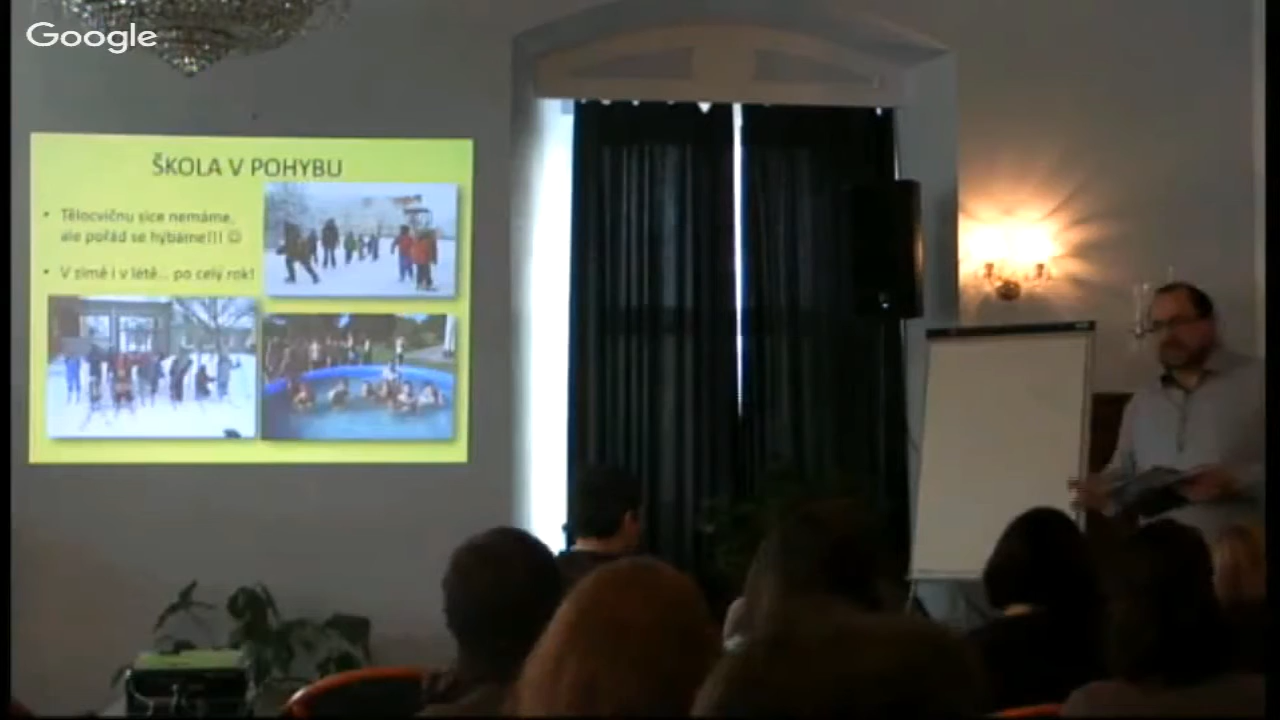 Google
ŠKOLA V POHYBU
• Tělocvičnu sice nemáme,
ale pořád se hýbáme!!! ☺
• V zimě i v létě... po celý rok!